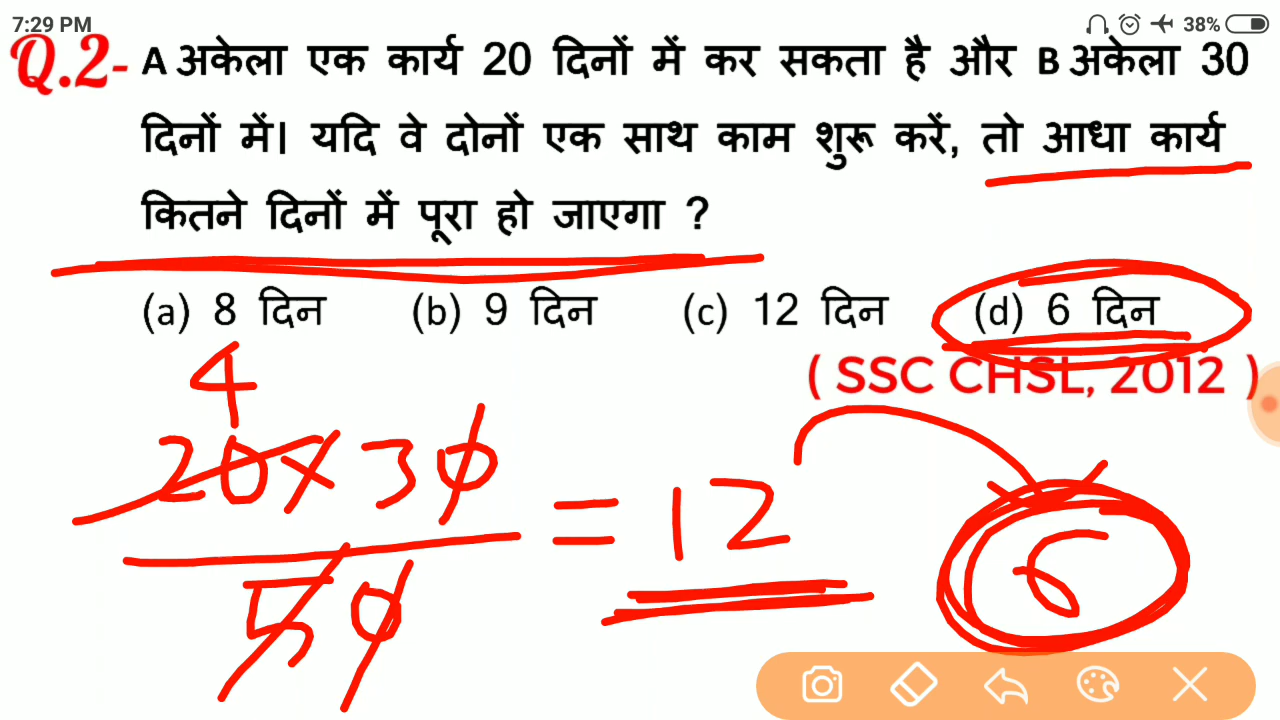 7:29 PM 38%
Q.2- A अकेला एक कार्य 20 दिनों में कर सकता है और B अकेला 30
दिनों में। यदि वे दोनों एक साथ काम शुरू करें, तो आधा कार्य
कितने दिनों में पूरा हो जाएगा ?
(a) 8 दिन (b) 9 दिन (c) 12 दिन (d) 6 दिन
( SSC CHSL, 2012 )
4
20 × 30
= 12
6
50